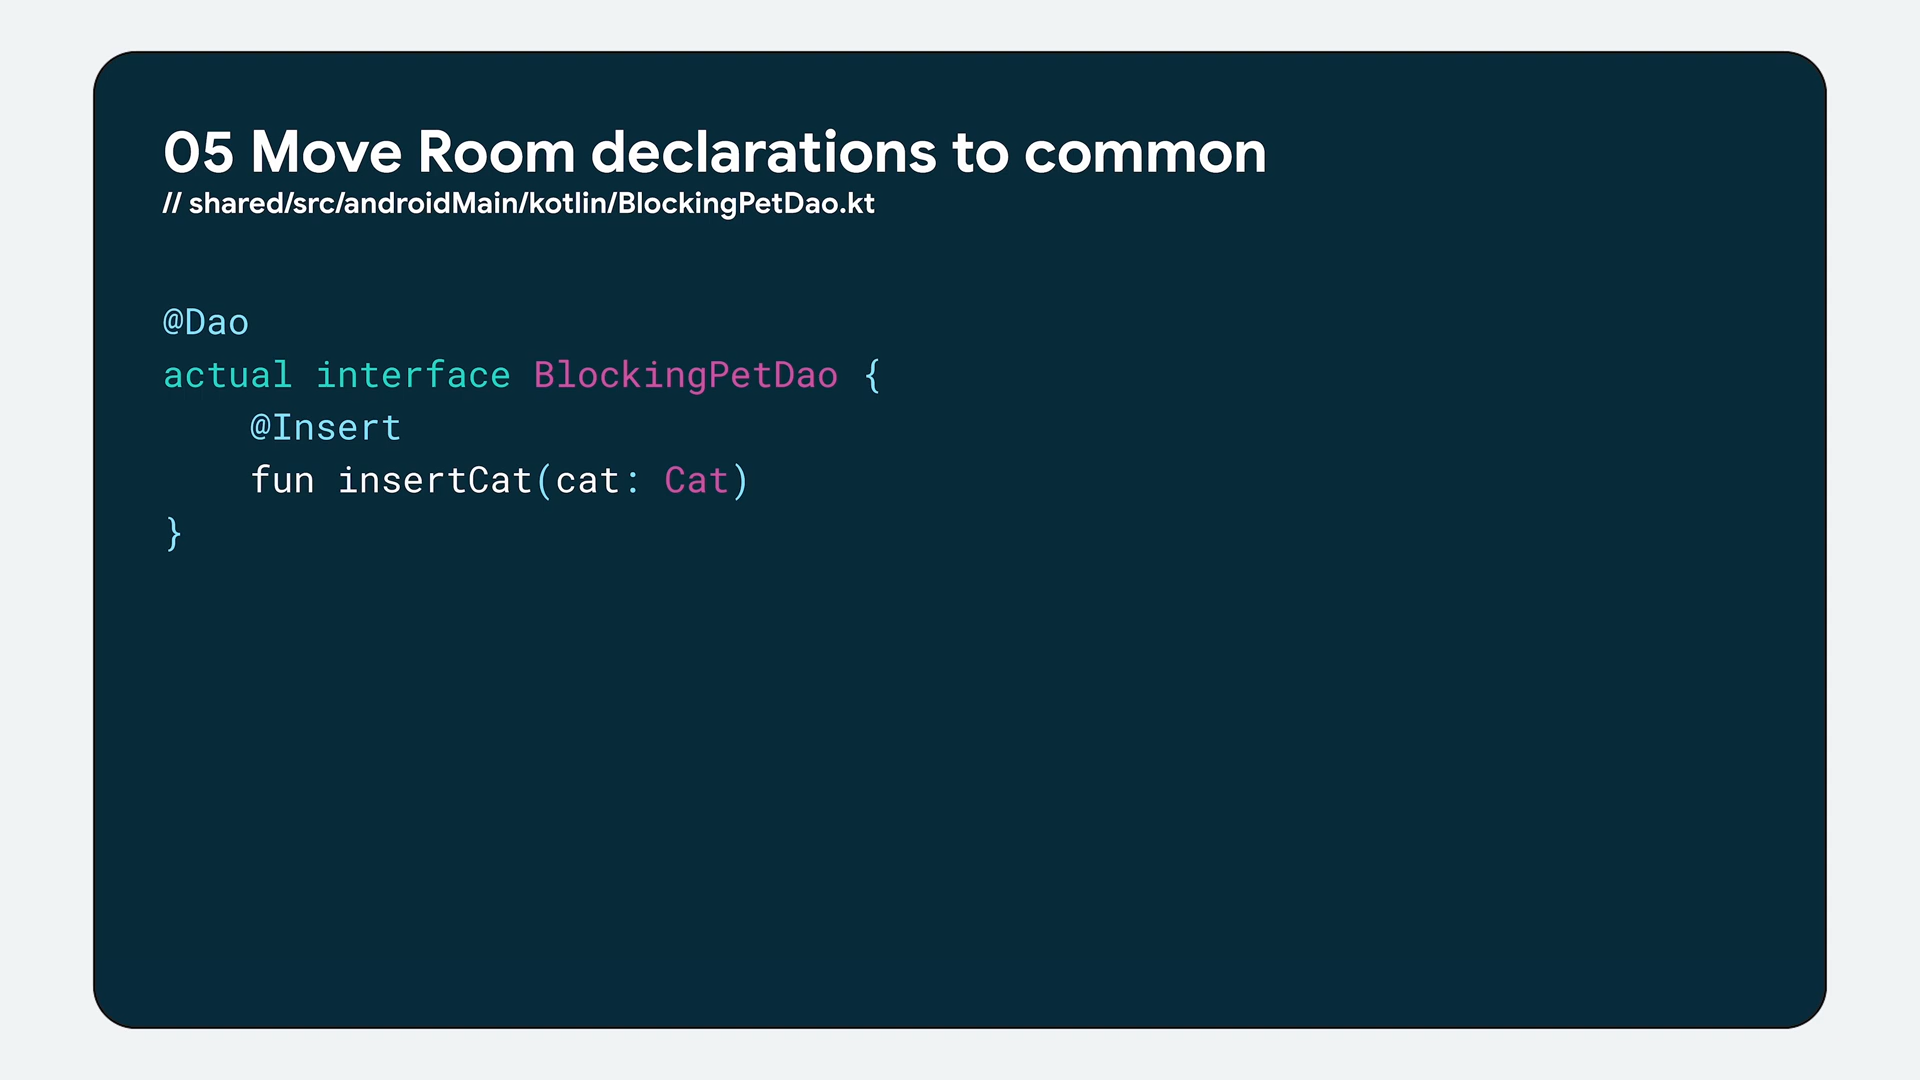 05 Move Room declarations to common
// shared/src/androidMain/kotlin/BlockingPetDao.kt
@Dao
actual interface BlockingPetDao {
    @Insert
    fun insertCat(cat: Cat)
}